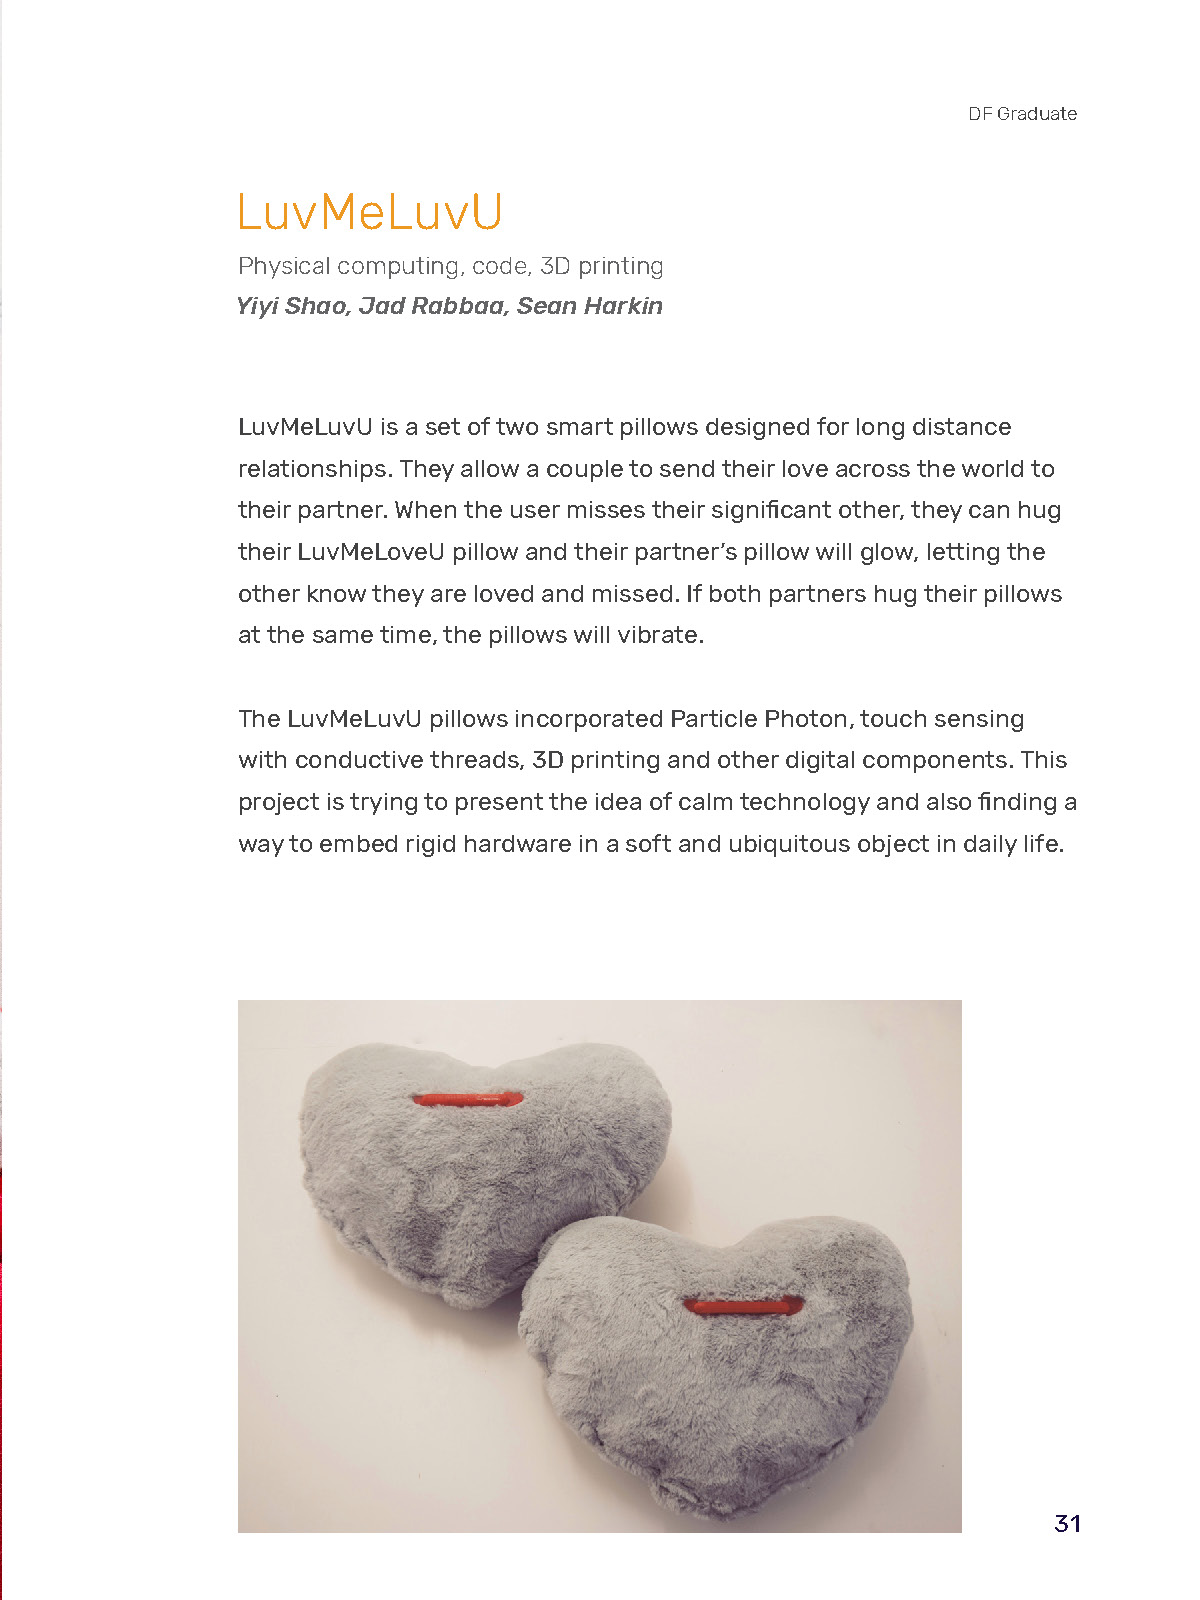 DF Graduate
LuvMeLuvU
Physical computing, code, 3D printing
Yiyi Shao, Jad Rabbaa, Sean Harkin
LuvMeLuvU is a set of two smart pillows designed for long distance
relationships. They allow a couple to send their love across the world to
their partner. When the user misses their significant other, they can hug
their LuvMeLoveU pillow and their partner’s pillow will glow, letting the
other know they are loved and missed. If both partners hug their pillows
at the same time, the pillows will vibrate.
The LuvMeLuvU pillows incorporated Particle Photon, touch sensing
with conductive threads, 3D printing and other digital components. This
project is trying to present the idea of calm technology and also finding a
way to embed rigid hardware in a soft and ubiquitous object in daily life.
31